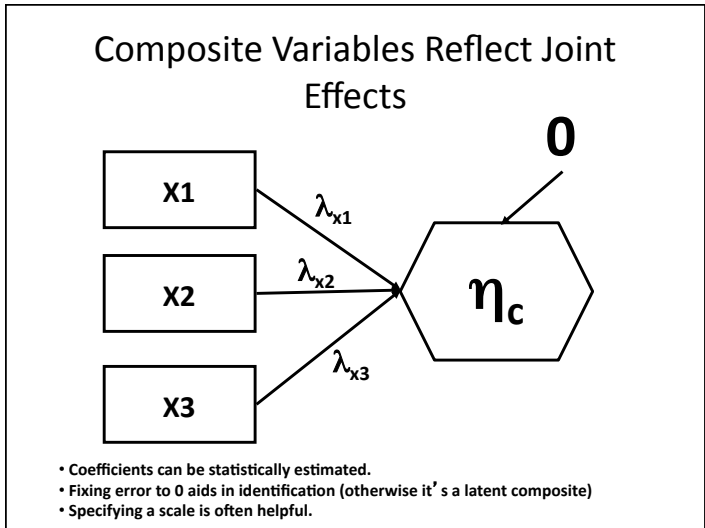 Composite Variables Reflect Joint
Effects
0
X1
λx1
X2
λx2
ηc
X3
λx3
• Coefficients can be statistically estimated.
• Fixing error to 0 aids in identification (otherwise it’s a latent composite)
• Specifying a scale is often helpful.